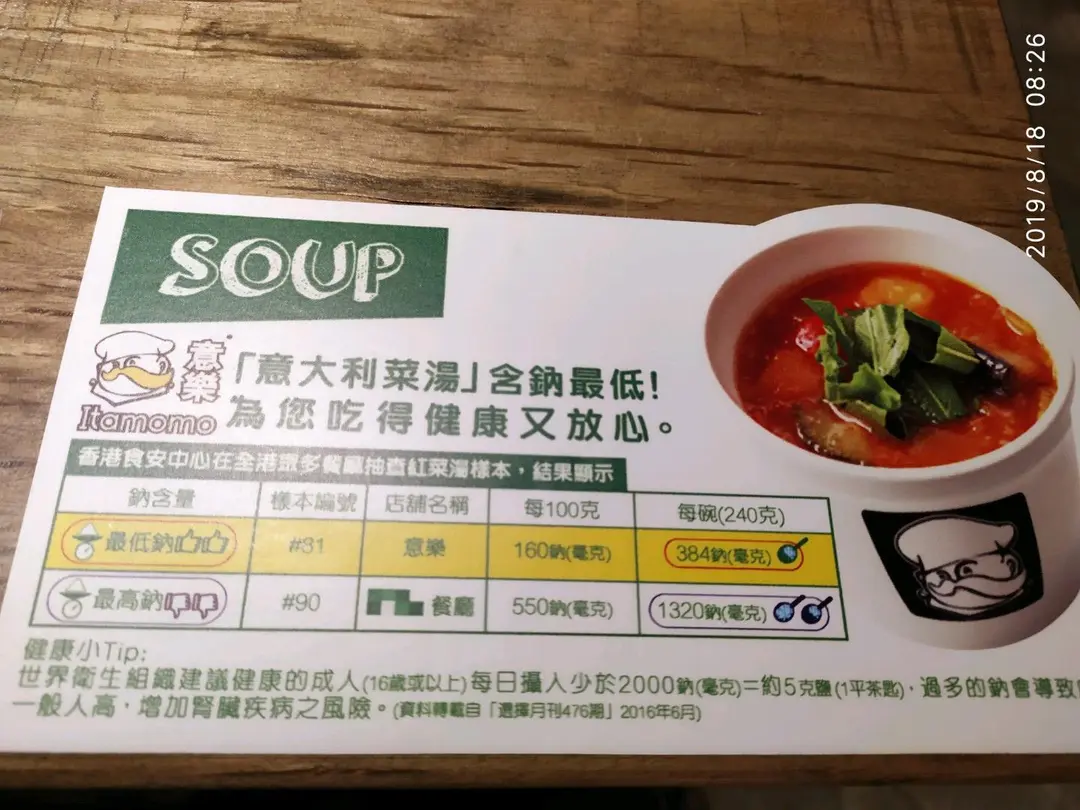 2019/8/18 08:26
SOUP
意樂
Itamomo
「意大利菜湯」含鈉最低!
為您吃得健康又放心。
香港食安中心在全港眾多餐廳抽查紅菜湯樣本，結果顯示
鈉含量 樣本編號 店舖名稱 每100克 每碗(240克)
最低鈉 #31 意樂 160鈉(毫克) 384鈉(毫克)
最高鈉 #90 餐廳 550鈉(毫克) 1320鈉(毫克)
健康小Tip;
世界衛生組織建議健康的成人(16歲或以上)每日攝入少於2000鈉(毫克)=約5克鹽(1平茶匙)，過多的鈉會導致
一般人高，增加腎臟疾病之風險。(資料轉載自「選擇月刊476期」2016年6月)